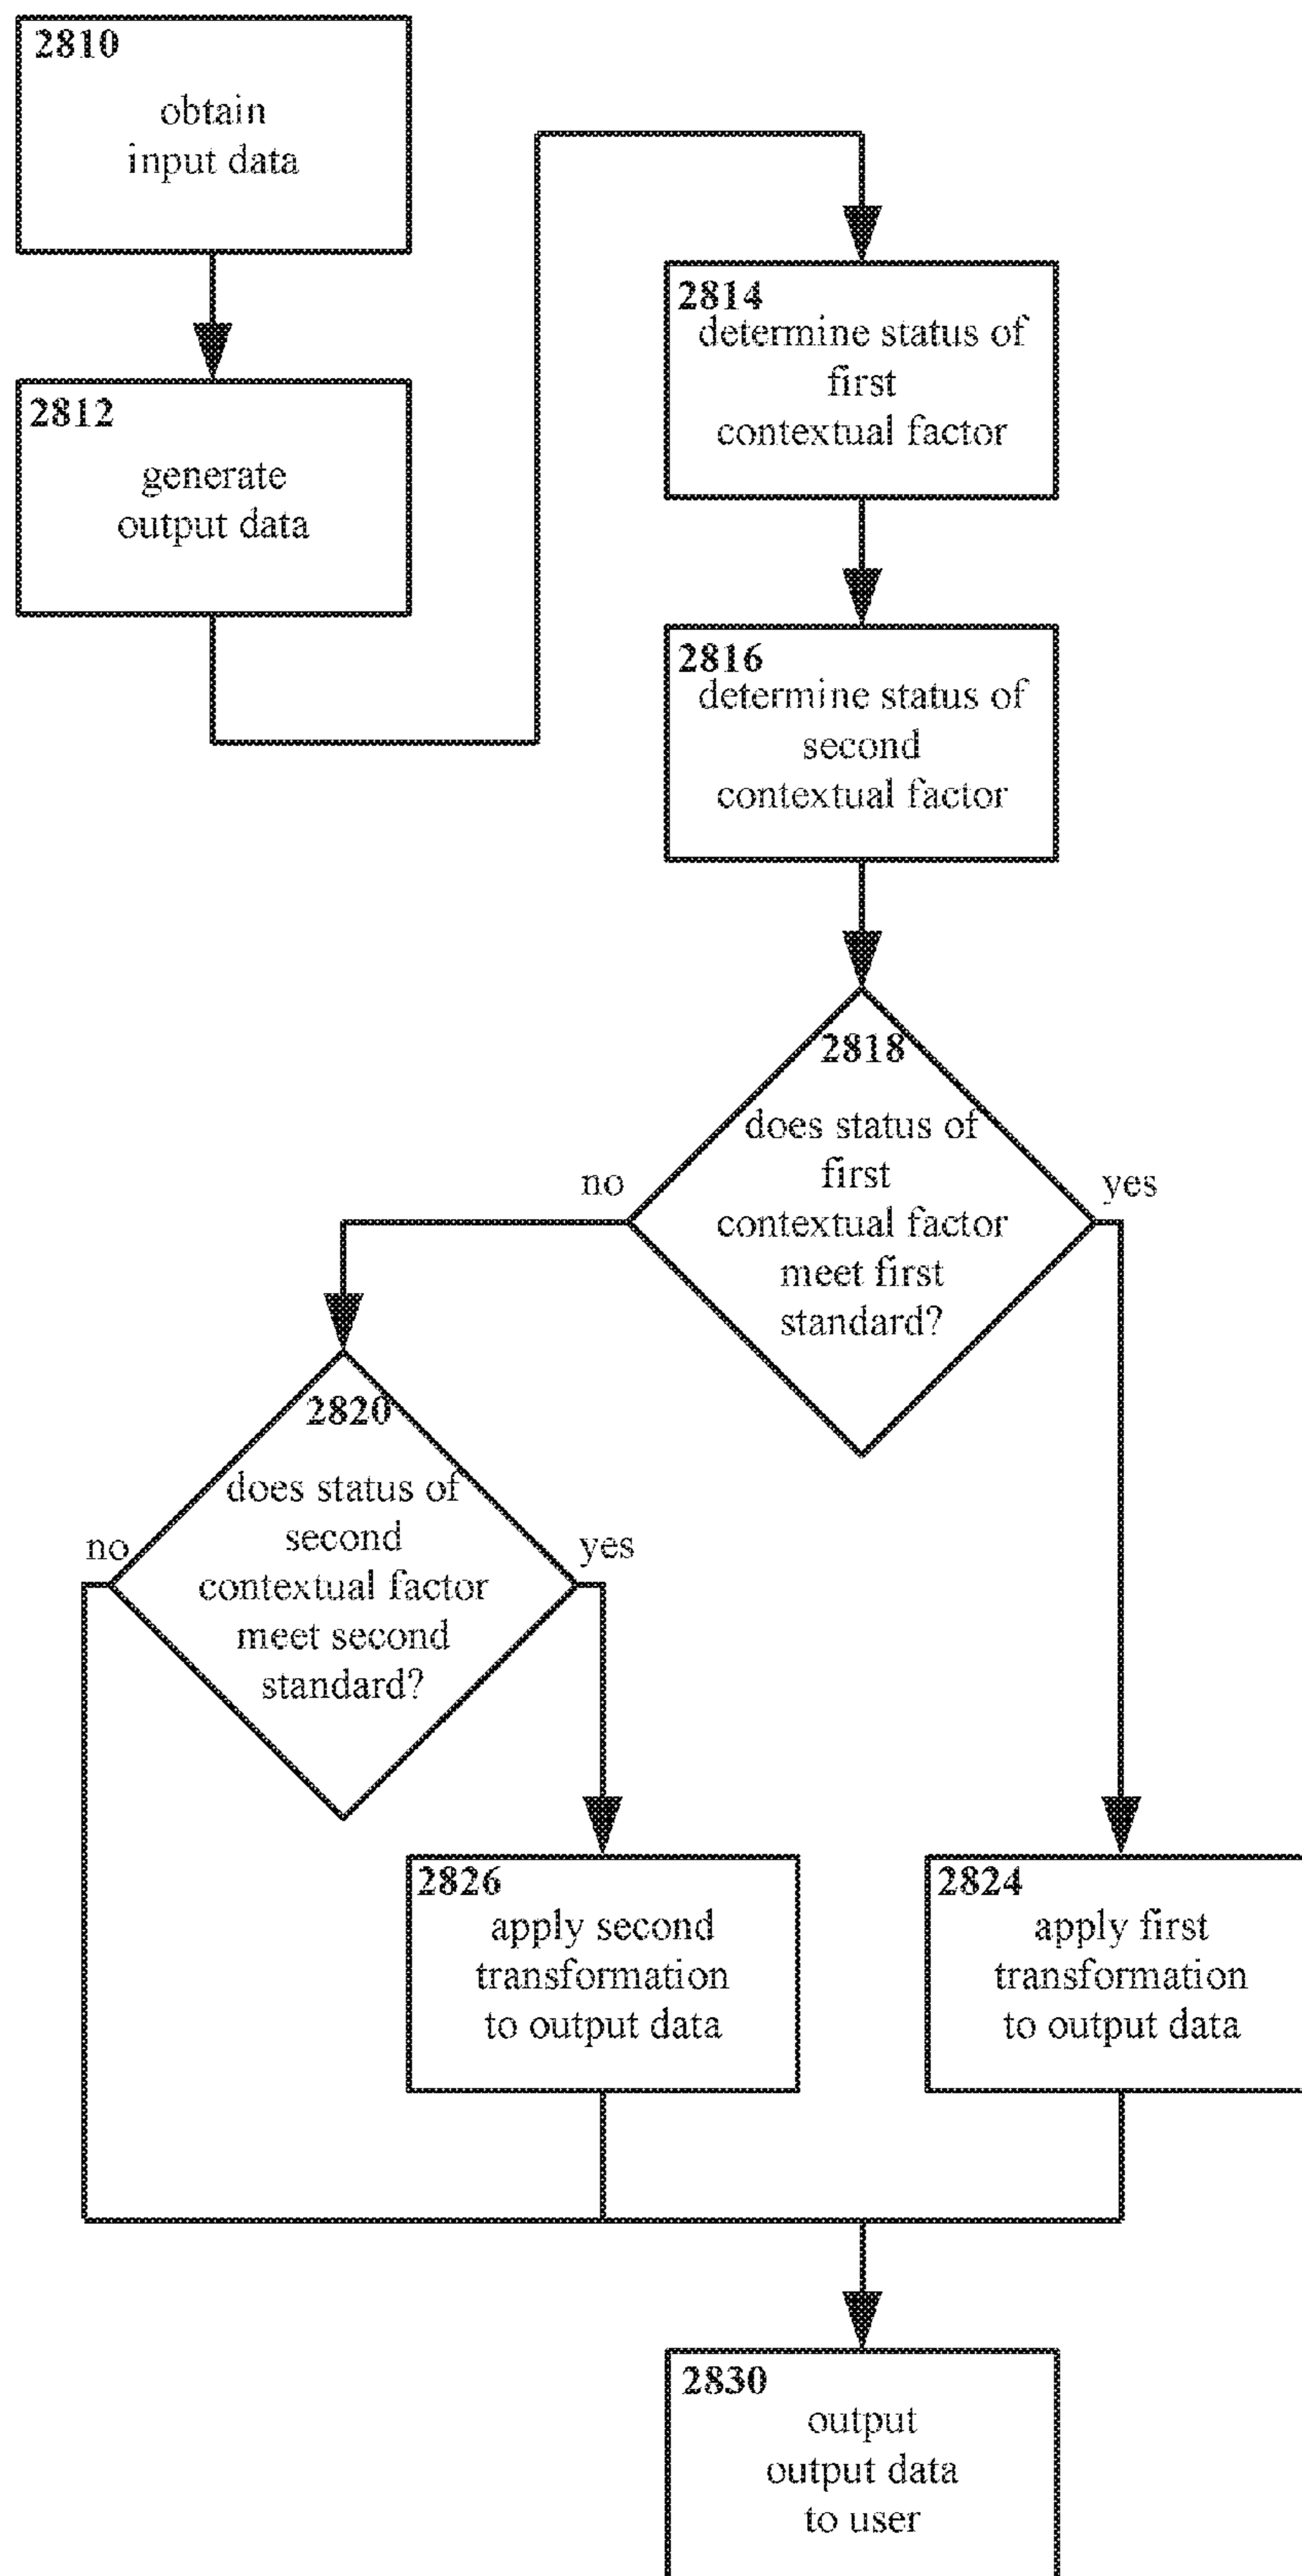 2810
obtain
input data
2812
generate
output data
2814
determine status of
first
contextual factor
2816
determine status of
second
contextual factor
2818
does status of
first
contextual factor
meet first
standard?
no
yes
2820
does status of
second
contextual factor
meet second
standard?
no
yes
2826
apply second
transformation
to output data
2824
apply first
transformation
to output data
2830
output
output data
to user